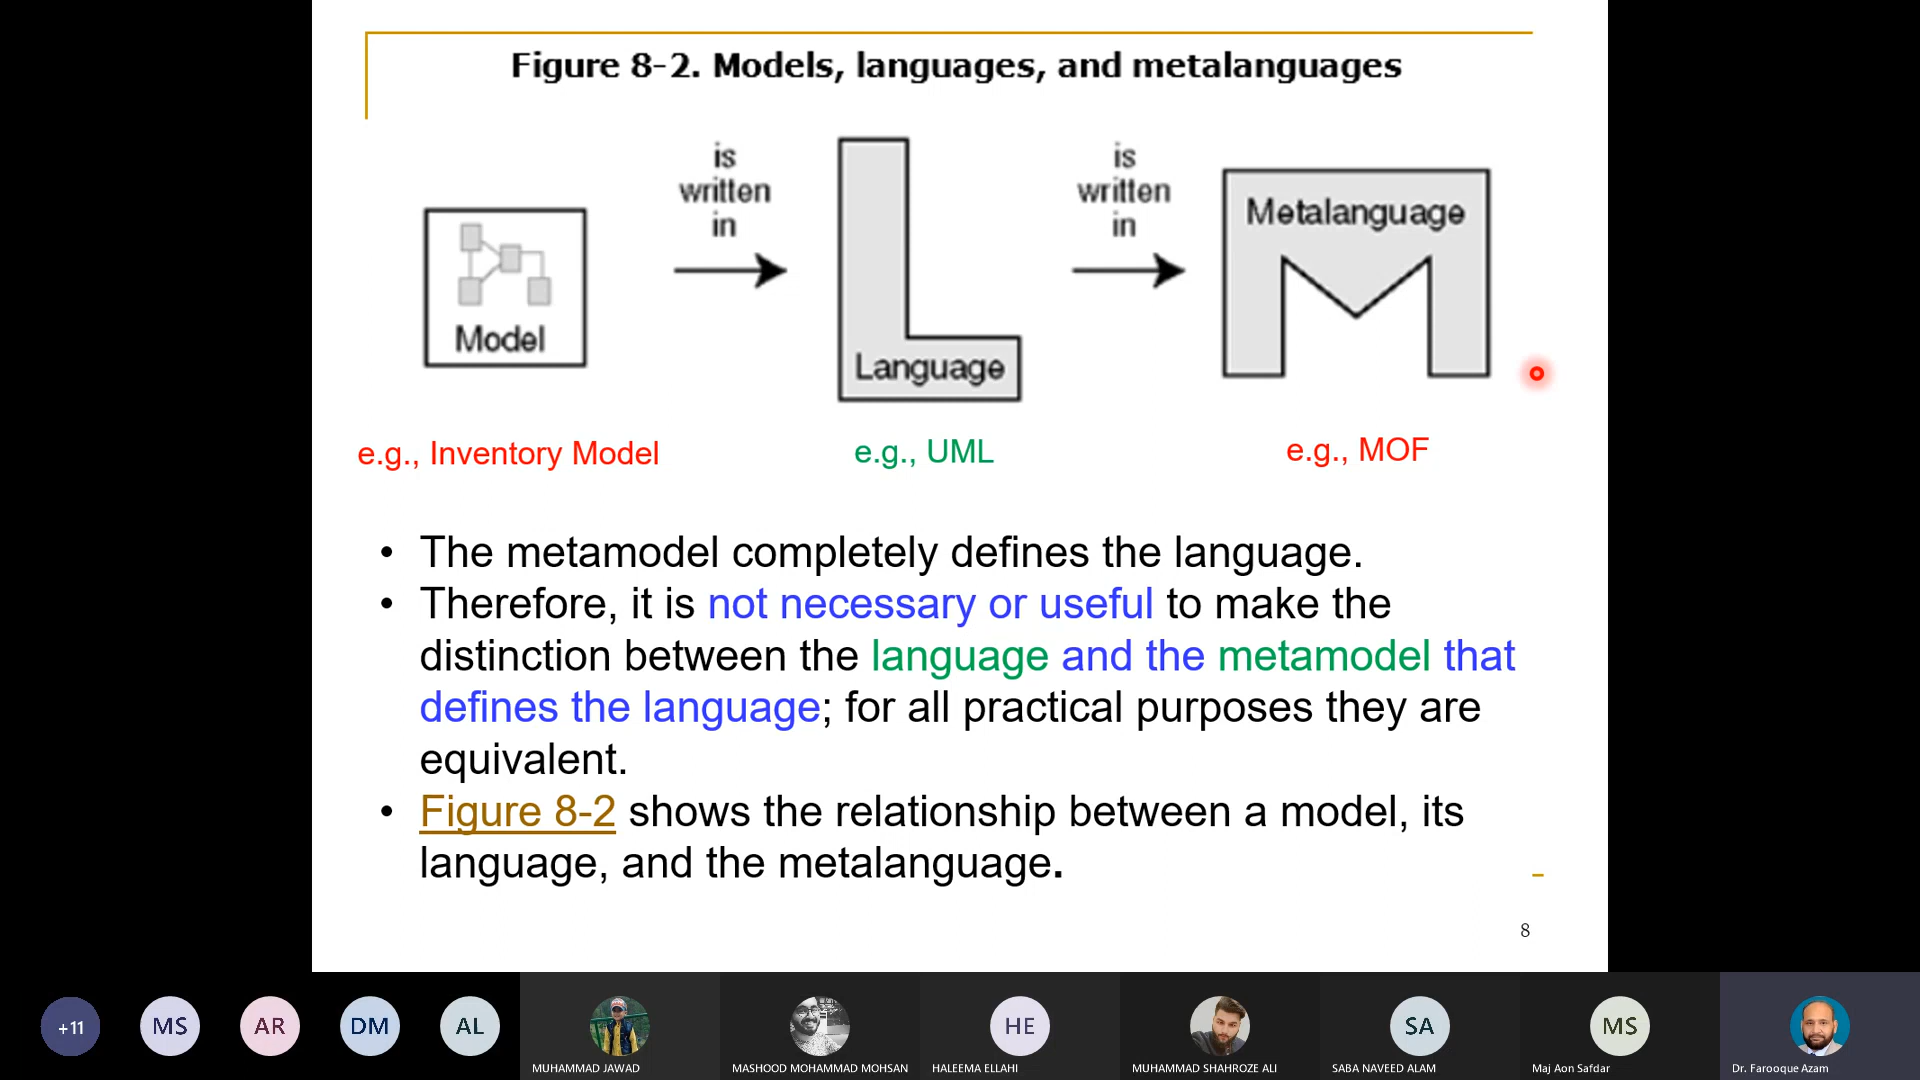 Figure 8-2. Models, languages, and metalanguages
is
written
in
is
written
in
Metalanguage
Model
Language
e.g., Inventory Model
e.g., UML
e.g., MOF
• The metamodel completely defines the language.
• Therefore, it is not necessary or useful to make the
distinction between the language and the metamodel that
defines the language; for all practical purposes they are
equivalent.
• Figure 8-2 shows the relationship between a model, its
language, and the metalanguage.
8
+11
MS
AR
DM
AL
HE
SA
MS
MUHAMMAD JAWAD
MASHOOD MOHAMMAD MOHSAN
HALEEMA ELLAHI
MUHAMMAD SHAHROZE ALI
SABA NAVEED ALAM
Maj Aon Safdar
Dr. Farooque Azam